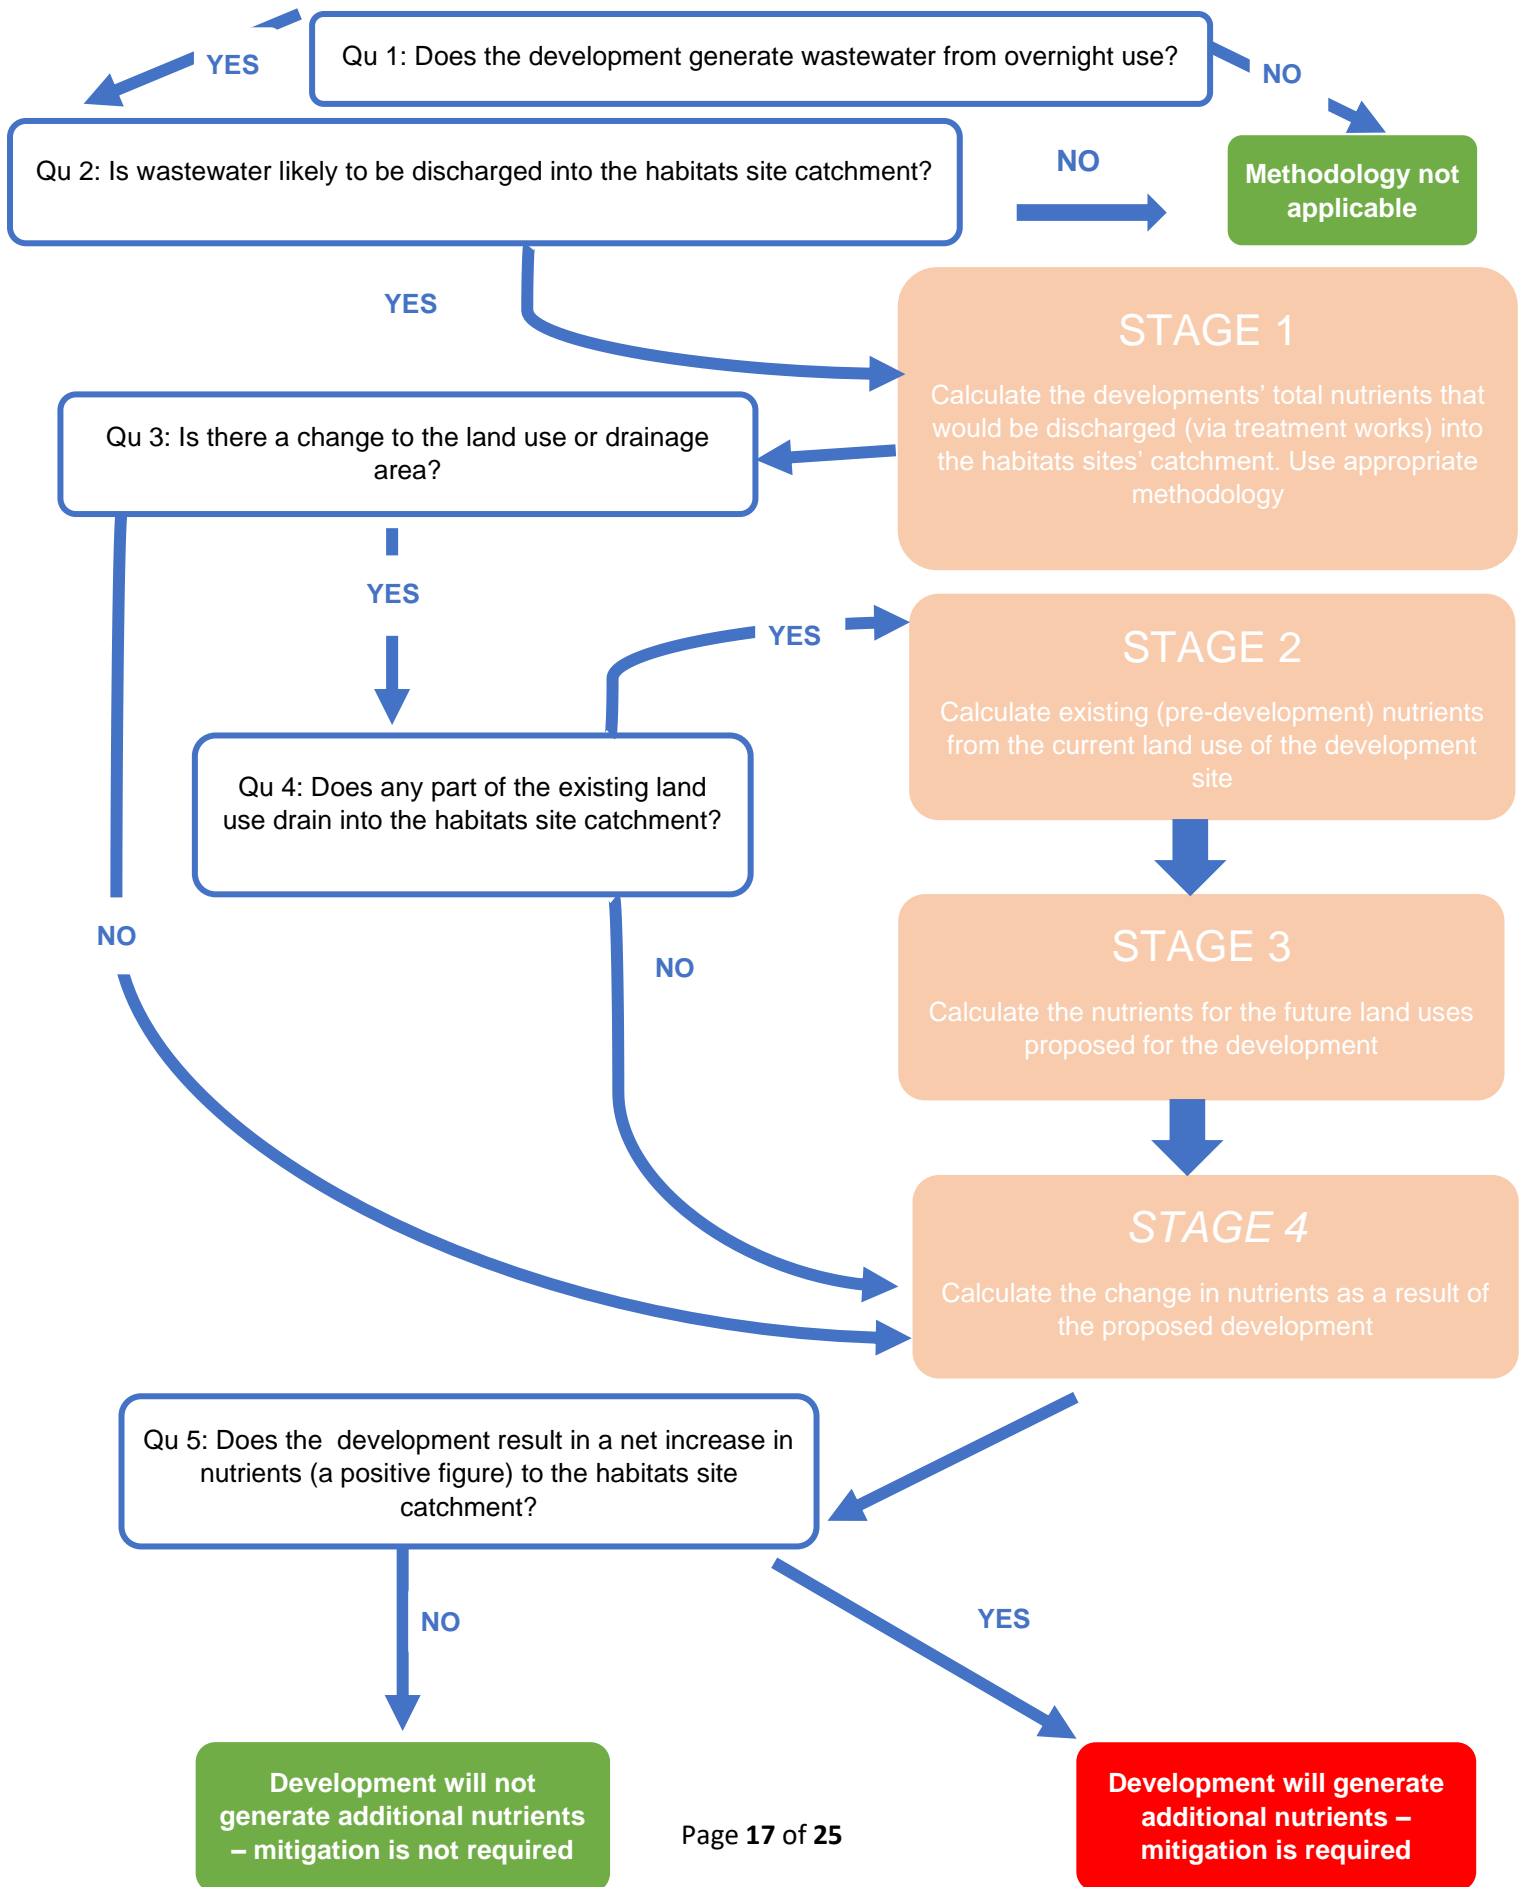 Qu 1: Does the development generate wastewater from overnight use?
YES
NO
Qu 2: Is wastewater likely to be discharged into the habitats site catchment?
NO
Methodology not
applicable
YES
STAGE 1
Calculate the developments’ total nutrients that
would be discharged (via treatment works) into
the habitats sites’ catchment. Use appropriate
methodology
Qu 3: Is there a change to the land use or drainage
area?
YES
YES
STAGE 2
Calculate existing (pre-development) nutrients
from the current land use of the development
site
Qu 4: Does any part of the existing land
use drain into the habitats site catchment?
NO
NO
STAGE 3
Calculate the nutrients for the future land uses
proposed for the development
STAGE 4
Calculate the change in nutrients as a result of
the proposed development
Qu 5: Does the  development result in a net increase in
nutrients (a positive figure) to the habitats site
catchment?
NO
YES
Development will not
generate additional nutrients
– mitigation is not required
Page 17 of 25
Development will generate
additional nutrients –
mitigation is required